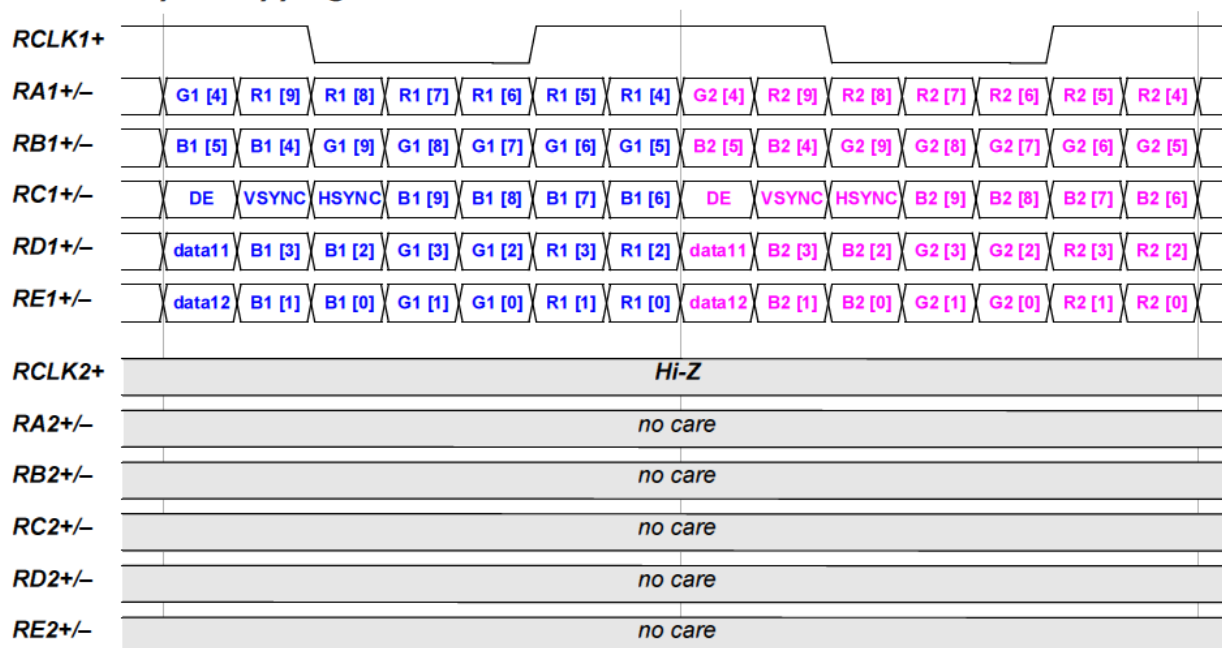 RCLK1+
RA1+/– G1 [4] R1 [9] R1 [8] R1 [7] R1 [6] R1 [5] R1 [4] G2 [4] R2 [9] R2 [8] R2 [7] R2 [6] R2 [5] R2 [4]
RB1+/– B1 [5] B1 [4] G1 [9] G1 [8] G1 [7] G1 [6] G1 [5] B2 [5] B2 [4] G2 [9] G2 [8] G2 [7] G2 [6] G2 [5]
RC1+/– DE VSYNC HSYNC B1 [9] B1 [8] B1 [7] B1 [6] DE VSYNC HSYNC B2 [9] B2 [8] B2 [7] B2 [6]
RD1+/– data11 B1 [3] B1 [2] G1 [3] G1 [2] R1 [3] R1 [2] data11 B2 [3] B2 [2] G2 [3] G2 [2] R2 [3] R2 [2]
RE1+/– data12 B1 [1] B1 [0] G1 [1] G1 [0] R1 [1] R1 [0] data12 B2 [1] B2 [0] G2 [1] G2 [0] R2 [1] R2 [0]
RCLK2+ Hi-Z
RA2+/– no care
RB2+/– no care
RC2+/– no care
RD2+/– no care
RE2+/– no care